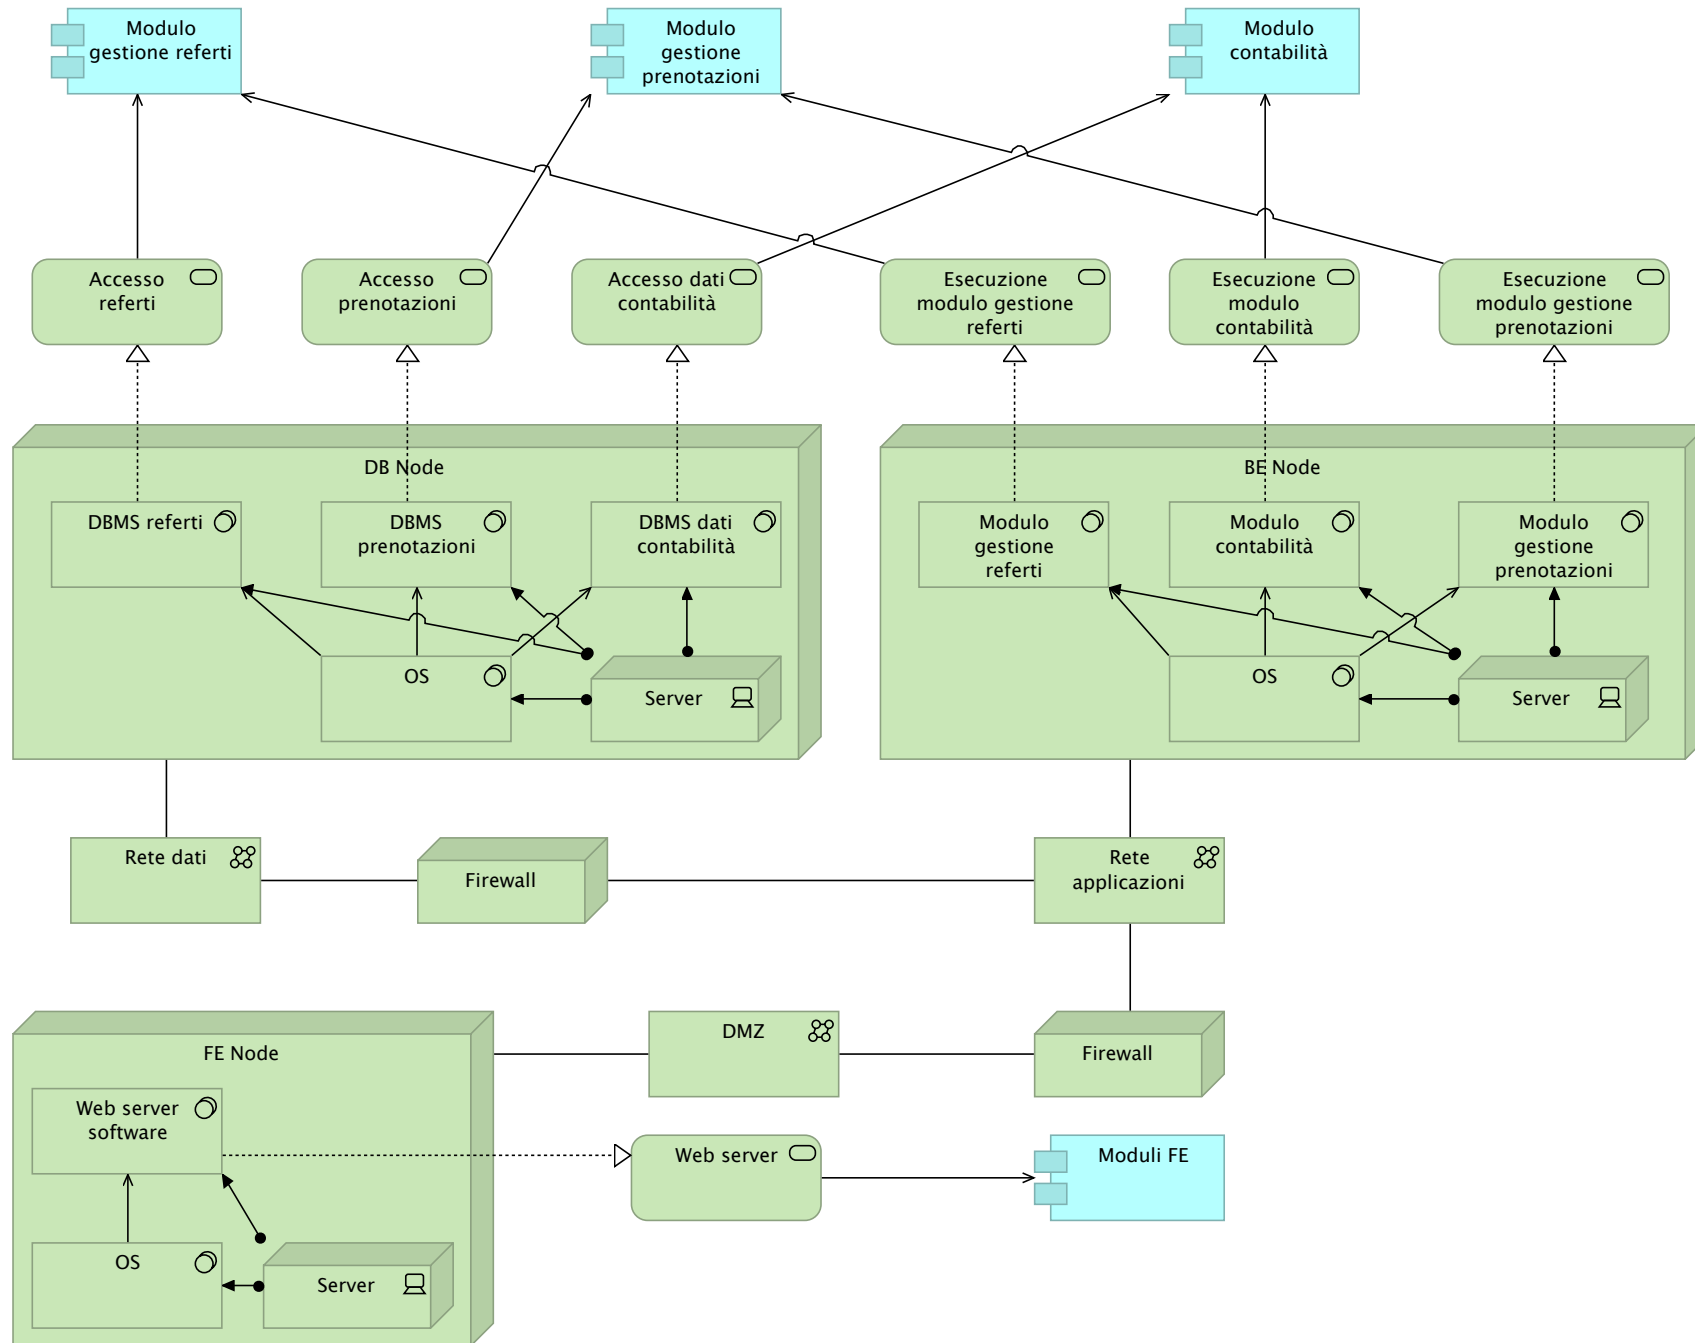 Modulo
gestione referti
Modulo
gestione
prenotazioni
Modulo
contabilità
Accesso
referti
Accesso
prenotazioni
Accesso dati
contabilità
Esecuzione
modulo gestione
referti
Esecuzione
modulo
contabilità
Esecuzione
modulo gestione
prenotazioni
DB Node
DBMS referti
DBMS
prenotazioni
DBMS dati
contabilità
OS
Server
BE Node
Modulo
gestione
referti
Modulo
contabilità
Modulo
gestione
prenotazioni
OS
Server
Rete dati
Firewall
Rete
applicazioni
FE Node
DMZ
Firewall
Web server
software
Web server
Moduli FE
OS
Server